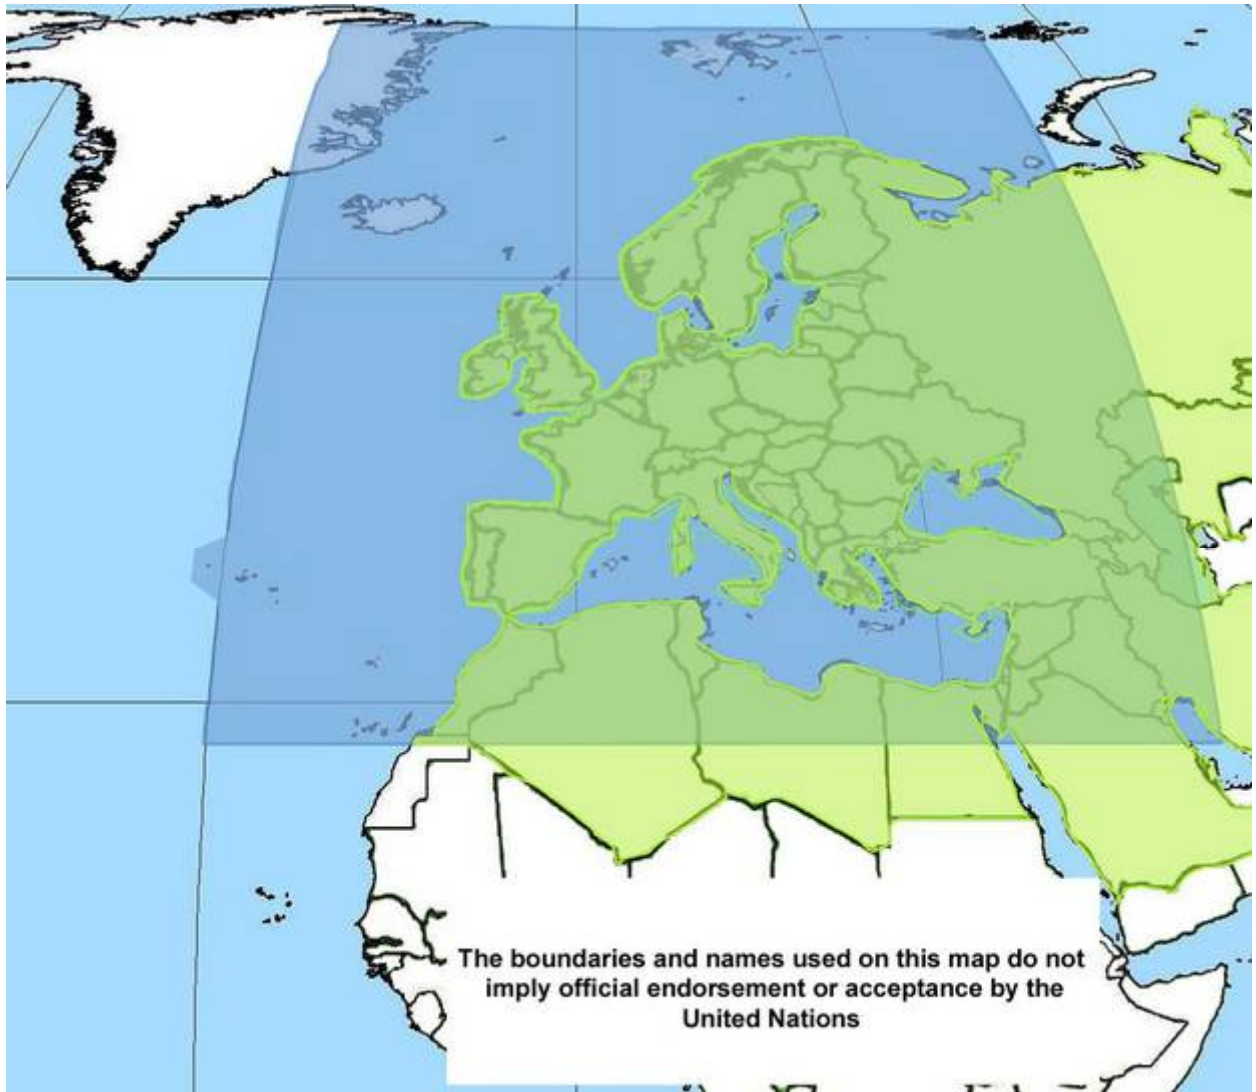 The boundaries and names used on this map do not
imply official endorsement or acceptance by the
United Nations